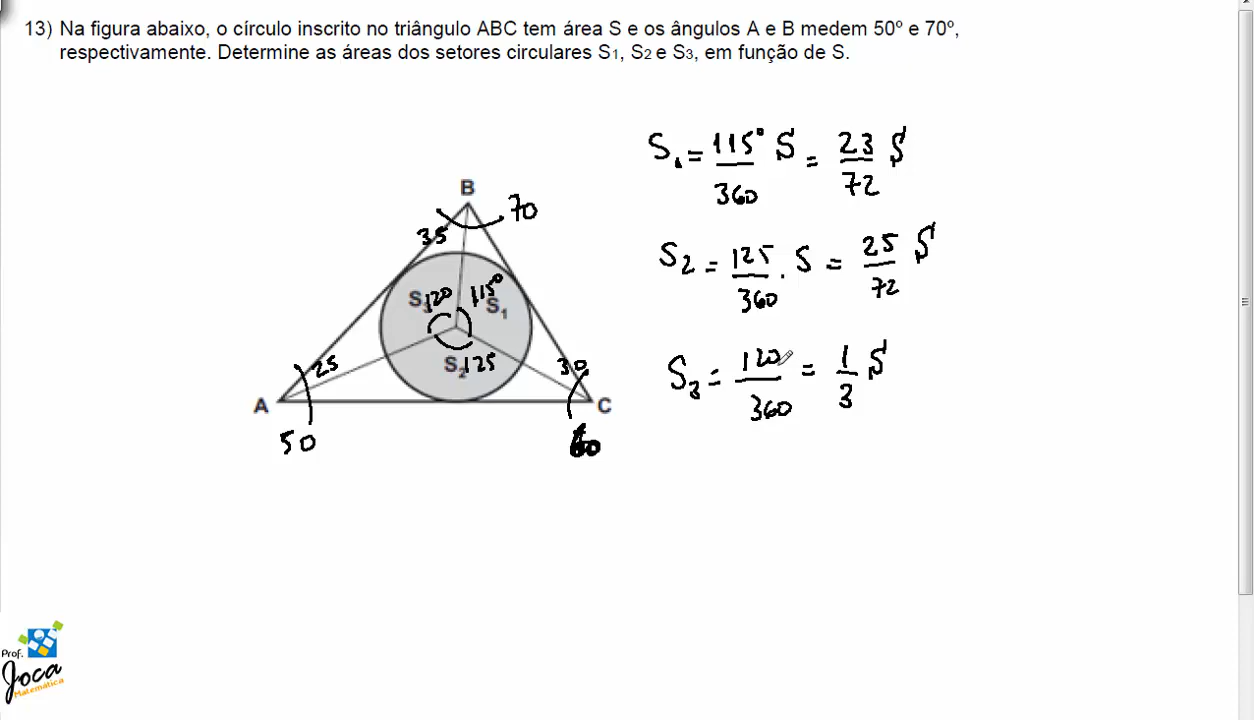 13) Na figura abaixo, o círculo inscrito no triângulo ABC tem área S e os ângulos A e B medem 50º e 70º,
respectivamente. Determine as áreas dos setores circulares S1, S2 e S3, em função de S.
S1 = 115°/360 S = 23/72 S
S2 = 125/360 . S = 25/72 S
S3 = 120/360 = 1/3 S
B
70
35
S3 120 115° S1
S2 125
25
30
A
C
50
60
Prof.
Joca
Matemática